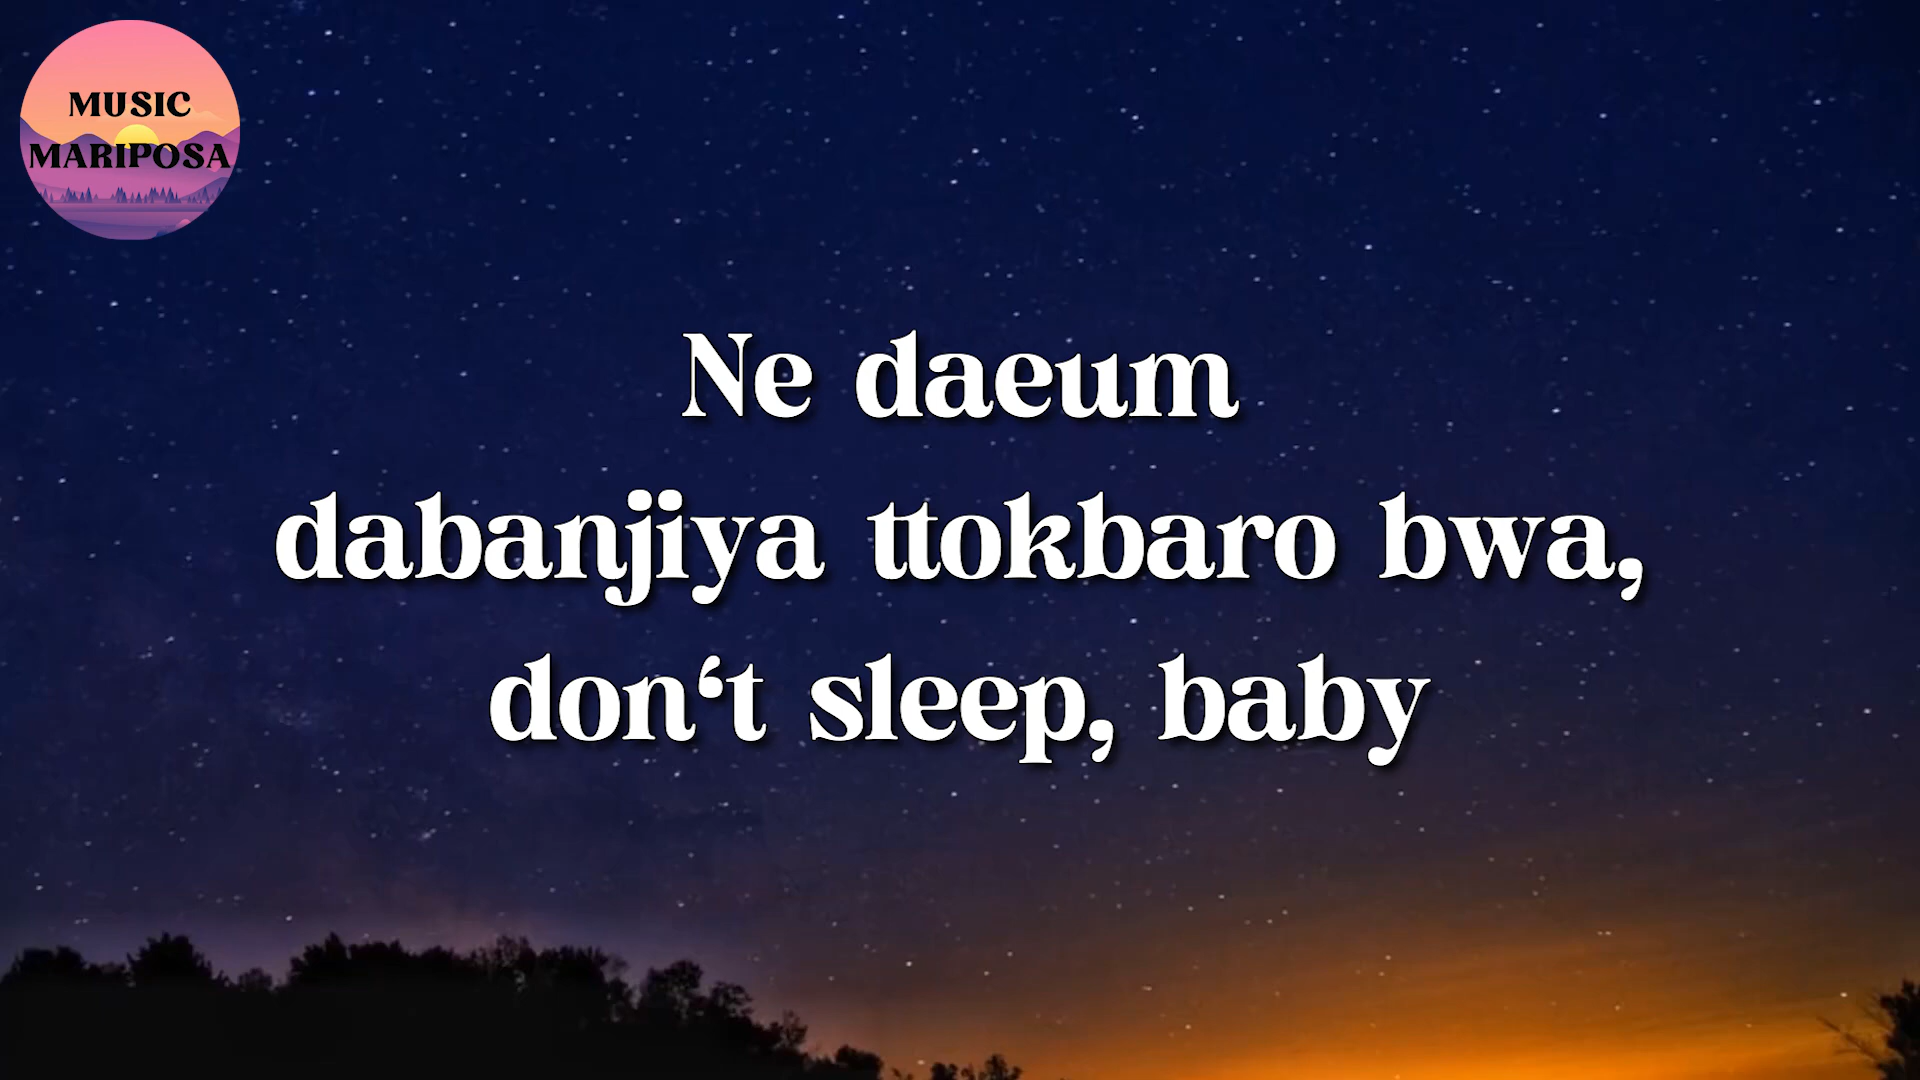 MUSIC
MARIPOSA
Ne daeum
dabanjiya ttokbaro bwa,
don‘t sleep, baby